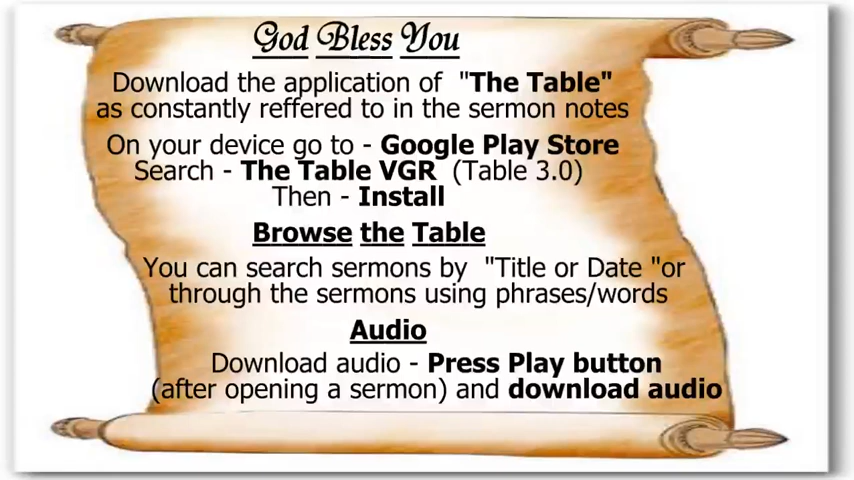 God Bless You
Download the application of "The Table"
as constantly reffered to in the sermon notes
On your device go to - Google Play Store
Search - The Table VGR (Table 3.0)
Then - Install
Browse the Table
You can search sermons by "Title or Date "or
through the sermons using phrases/words
Audio
Download audio - Press Play button
(after opening a sermon) and download audio